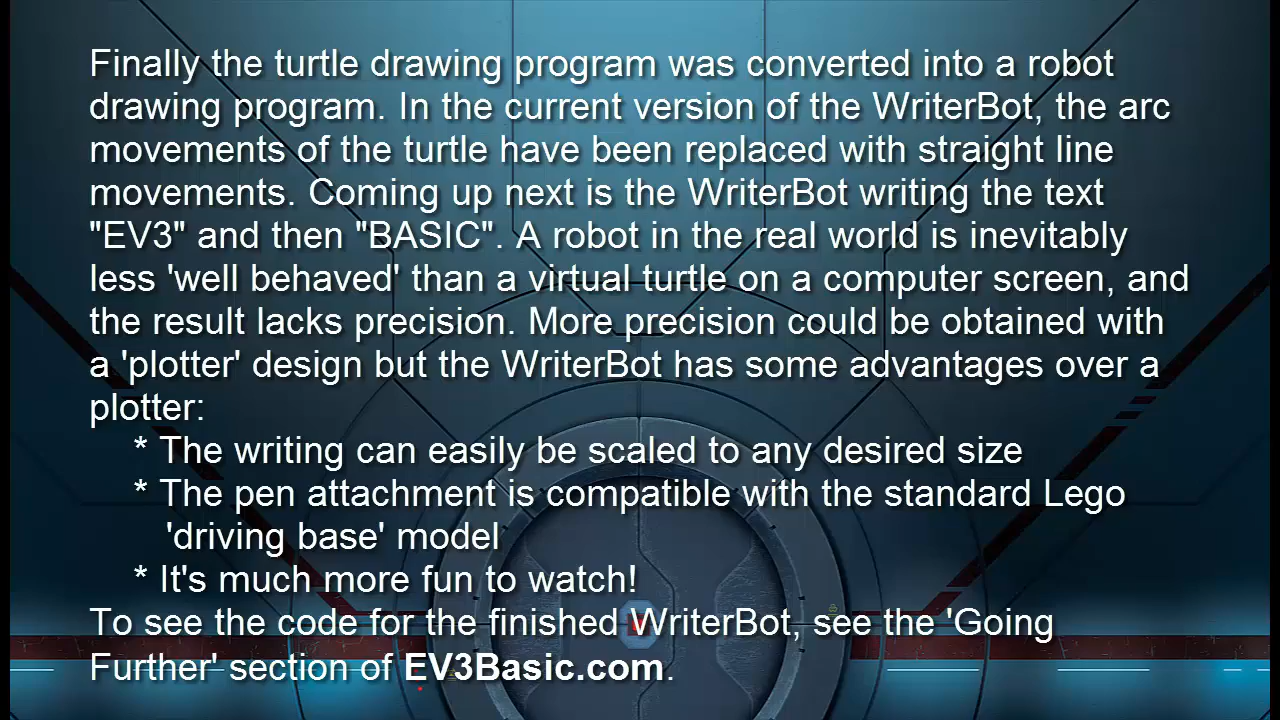 Finally the turtle drawing program was converted into a robot
drawing program. In the current version of the WriterBot, the arc
movements of the turtle have been replaced with straight line
movements. Coming up next is the WriterBot writing the text
"EV3" and then "BASIC". A robot in the real world is inevitably
less 'well behaved' than a virtual turtle on a computer screen, and
the result lacks precision. More precision could be obtained with
a 'plotter' design but the WriterBot has some advantages over a
plotter:
* The writing can easily be scaled to any desired size
* The pen attachment is compatible with the standard Lego
'driving base' model
* It's much more fun to watch!
To see the code for the finished WriterBot, see the 'Going
Further' section of EV3Basic.com.